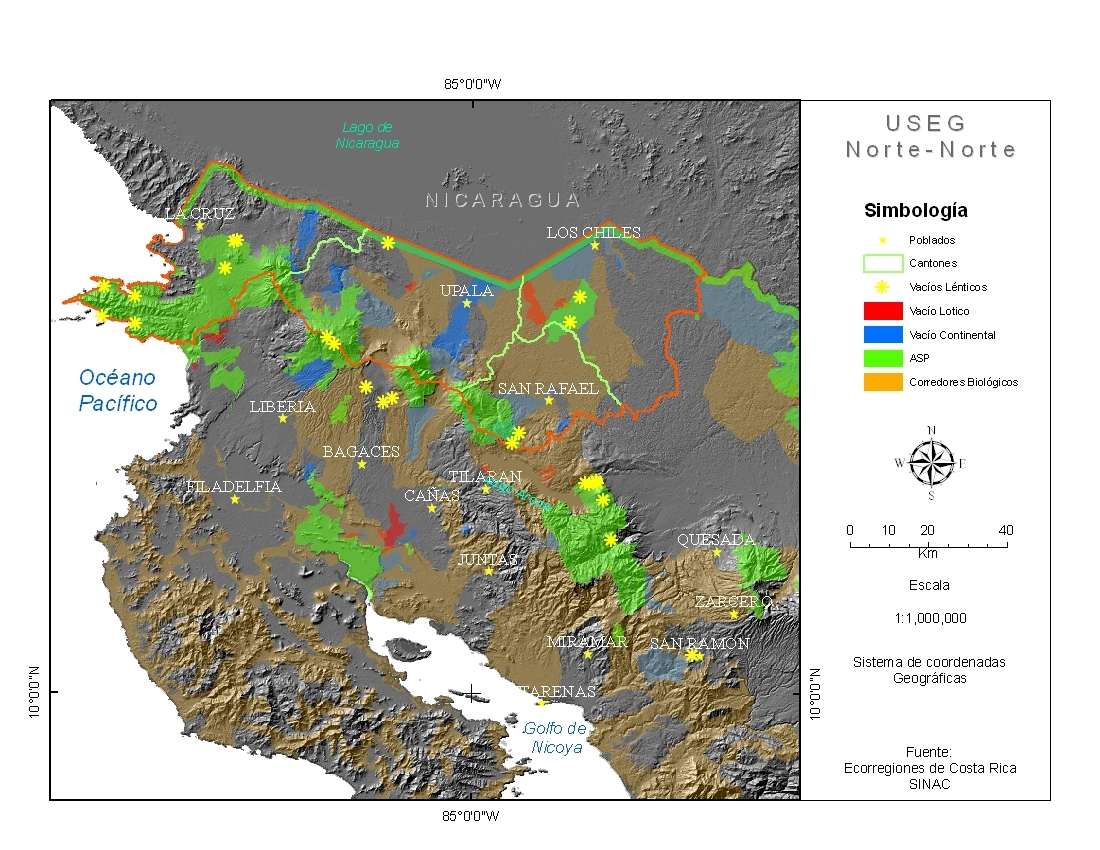 85°0'0"W
USEG
Norte-Norte
Lago de
Nicaragua
NICARAGUA
LA CRUZ
LOS CHILES
UPALA
Océano
Pacífico
LIBERIA
SAN RAFAEL
BAGACES
FILADELFIA
TILARAN
CAÑAS
JUNTAS
QUESADA
ZARCERO
MIRAMAR
SAN RAMON
TARENAS
Golfo de
Nicoya
10°0'0"N
10°0'0"N
85°0'0"W
Simbología
Poblados
Cantones
Vacíos Lénticos
Vacío Lotico
Vacío Continental
ASP
Corredores Biológicos
N
W
E
S
0 10 20 40
Km
Escala
1:1,000,000
Sistema de coordenadas
Geográficas
Fuente:
Ecorregiones de Costa Rica
SINAC